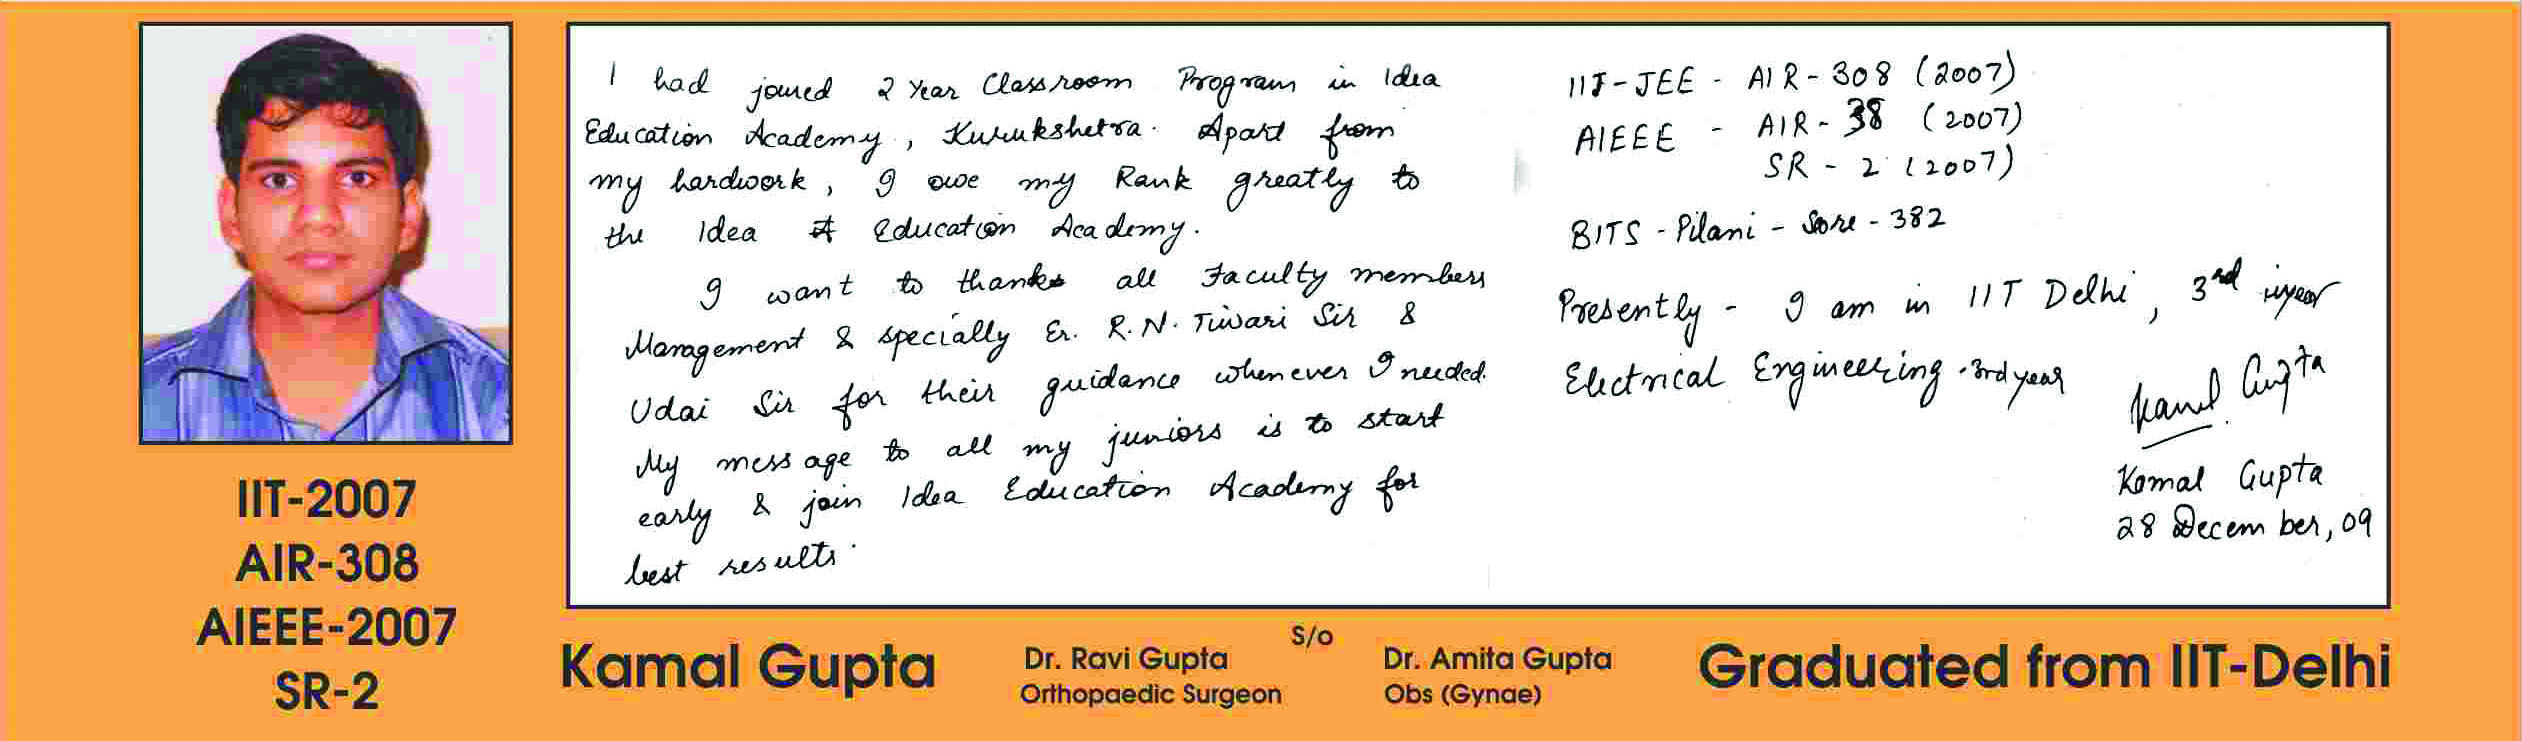 I had joined 2 Year Classroom Program in Idea
Education Academy, Kurukshetra. Apart from
my hardwork, I owe my Rank greatly to
the Idea A Education Academy.
I want to thanks all Faculty members
Management & specially Er. R.N. Tiwari Sir &
Udai Sir for their guidance whenever I needed.
My message to all my juniors is to start
early & join Idea Education Academy for
best results.
IIT-JEE - AIR - 308 (2007)
AIEEE - AIR - 38 (2007)
SR - 2 (2007)
BITS - Pilani - Score - 382
Presently - I am in IIT Delhi, 3rd year
Electrical Engineering. 3rd year
Kamal Gupta
Kamal Gupta
28 December, 09
IIT-2007
AIR-308
AIEEE-2007
SR-2
Kamal Gupta
S/o
Dr. Ravi Gupta
Orthopaedic Surgeon
Dr. Amita Gupta
Obs (Gynae)
Graduated from IIT-Delhi